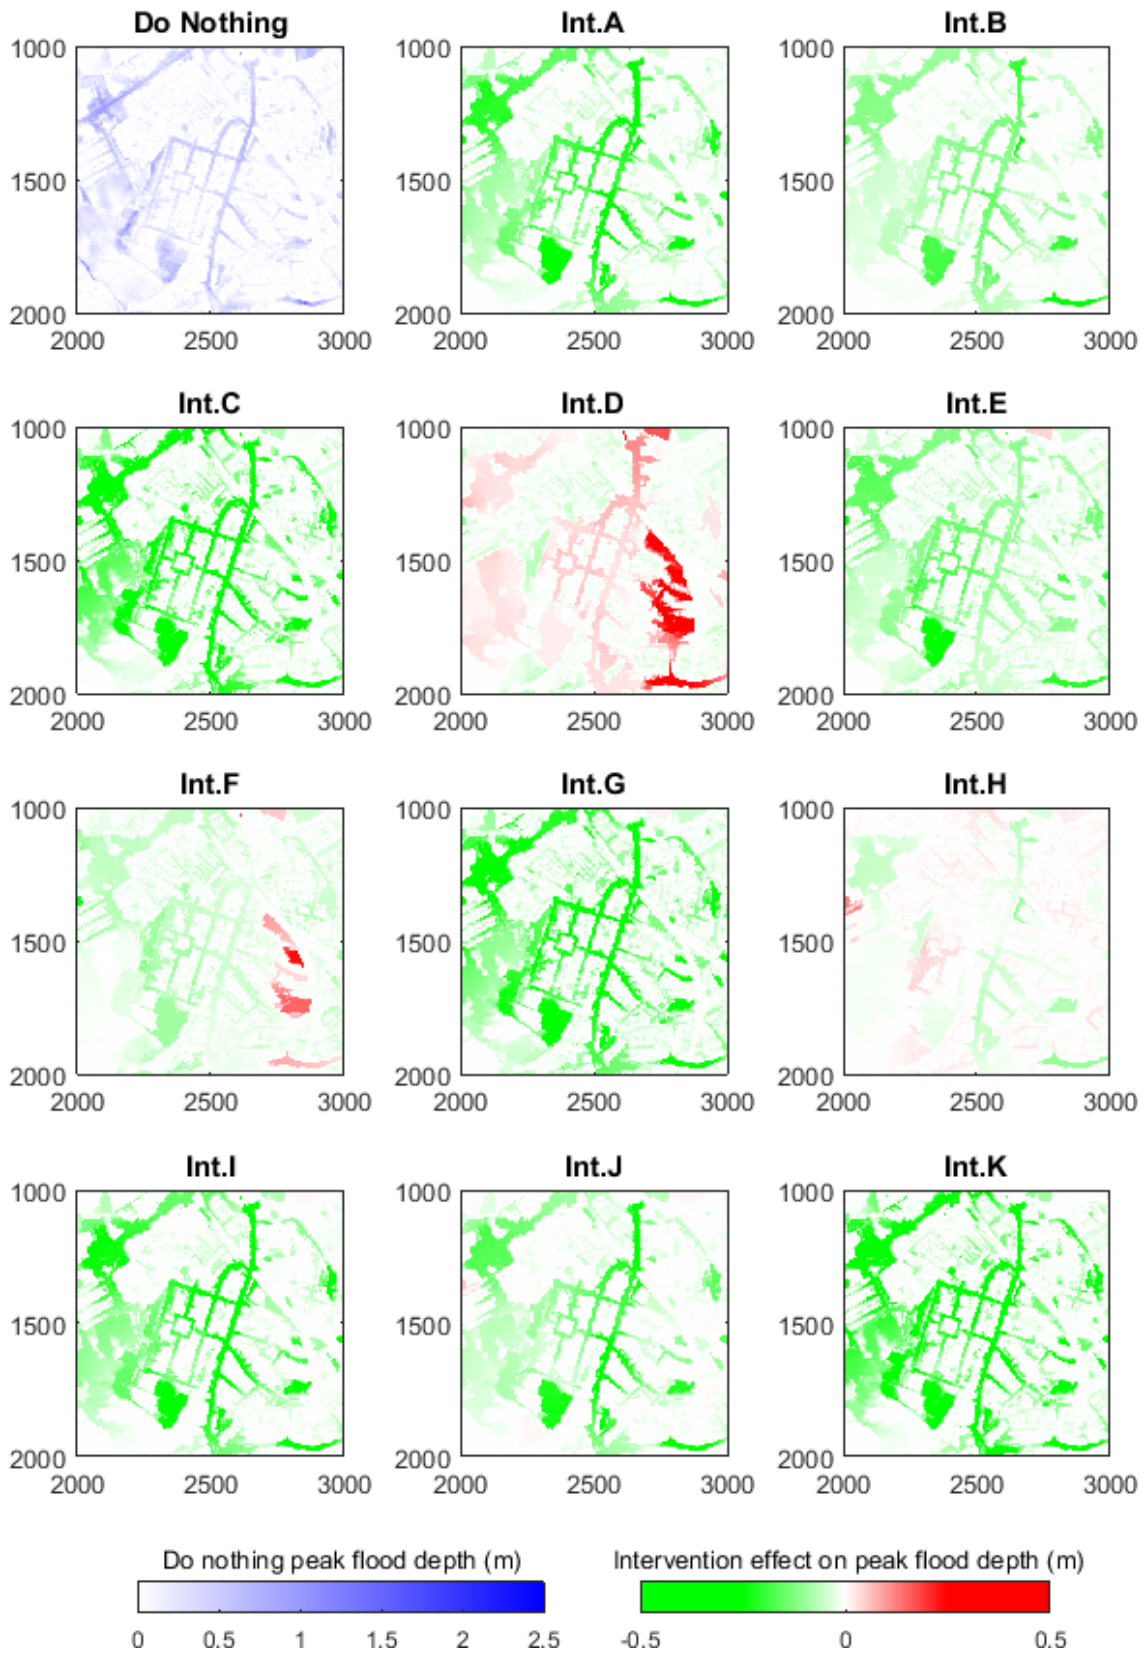 Do Nothing Int.A Int.B
1000 1000 1000
1500 1500 1500
2000 2000 2000
2000 2500 3000 2000 2500 3000 2000 2500 3000
Int.C Int.D Int.E
1000 1000 1000
1500 1500 1500
2000 2000 2000
2000 2500 3000 2000 2500 3000 2000 2500 3000
Int.F Int.G Int.H
1000 1000 1000
1500 1500 1500
2000 2000 2000
2000 2500 3000 2000 2500 3000 2000 2500 3000
Int.I Int.J Int.K
1000 1000 1000
1500 1500 1500
2000 2000 2000
2000 2500 3000 2000 2500 3000 2000 2500 3000
Do nothing peak flood depth (m) Intervention effect on peak flood depth (m)
0 0.5 1 1.5 2 2.5 -0.5 0 0.5